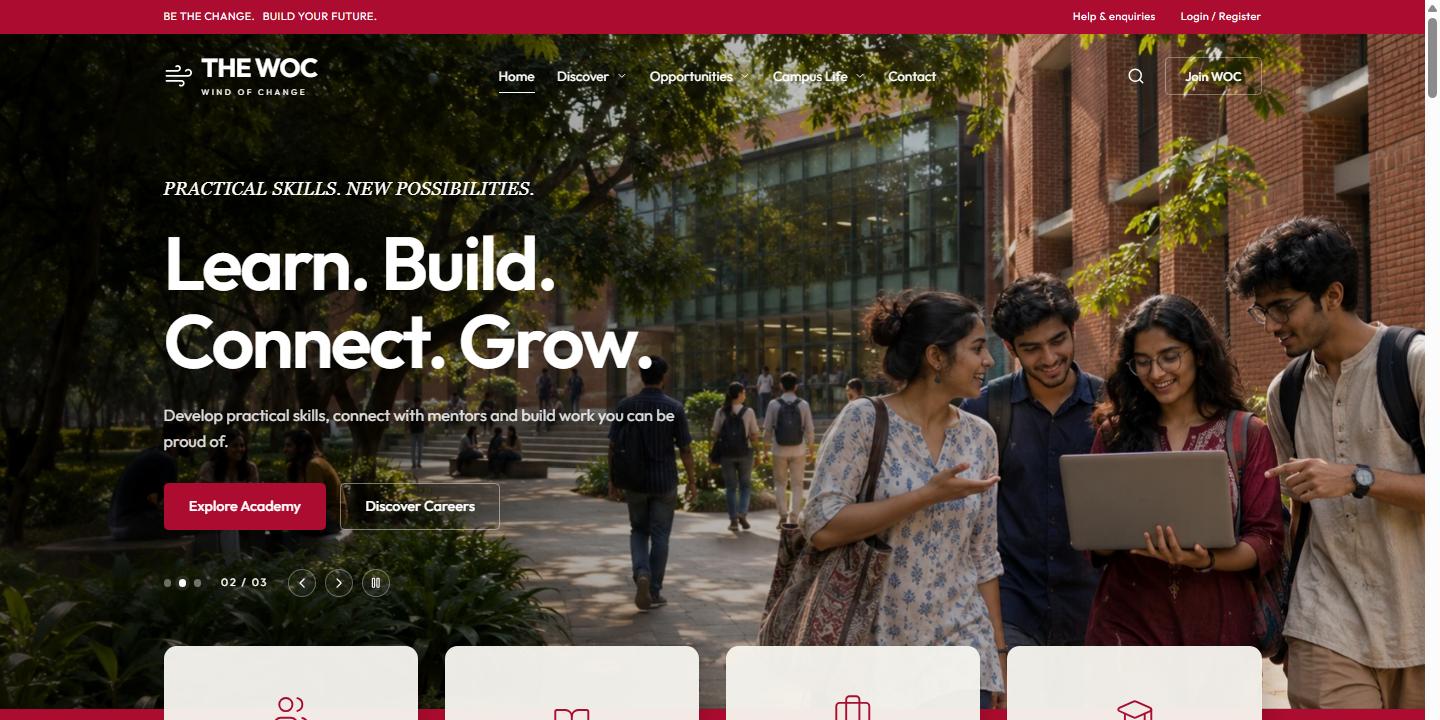 BE THE CHANGE. BUILD YOUR FUTURE.
Help & enquiries
Login / Register
THE WOC
WIND OF CHANGE
Home
Discover
Opportunities
Campus Life
Contact
Join WOC
PRACTICAL SKILLS. NEW POSSIBILITIES.
Learn. Build.
Connect. Grow.
Develop practical skills, connect with mentors and build work you can be
proud of.
Explore Academy
Discover Careers
02 / 03